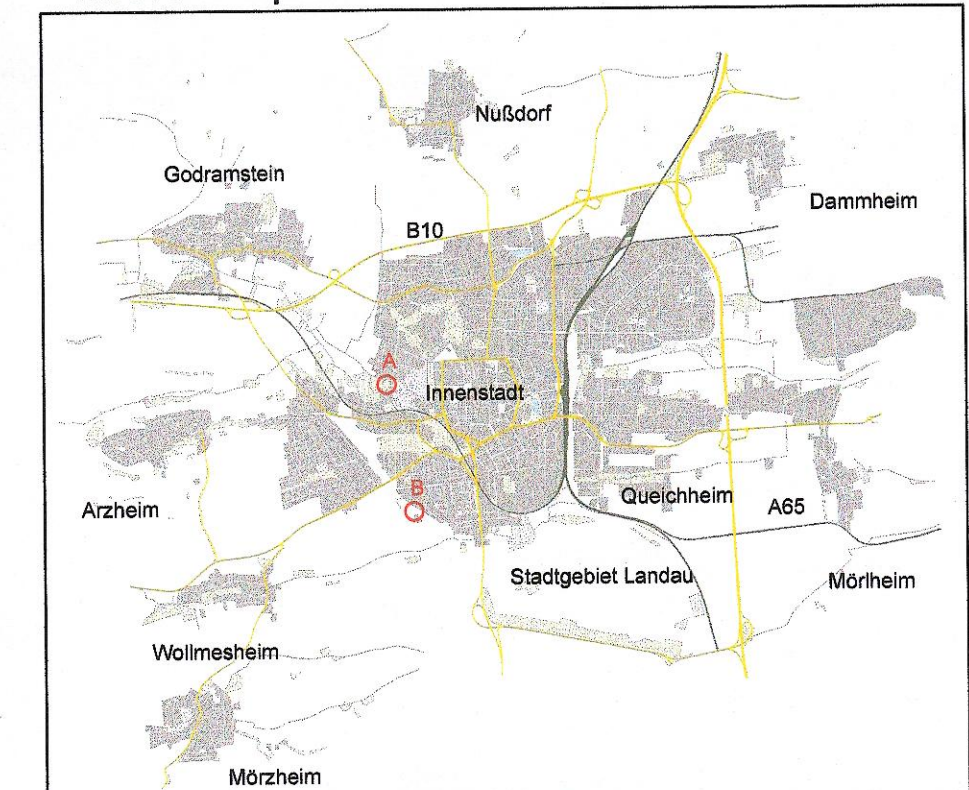 Nußdorf
Godramstein
Dammheim
B10
A
Innenstadt
B
Queichheim
A65
Arzheim
Stadtgebiet Landau
Mörlheim
Wollmesheim
Mörzheim